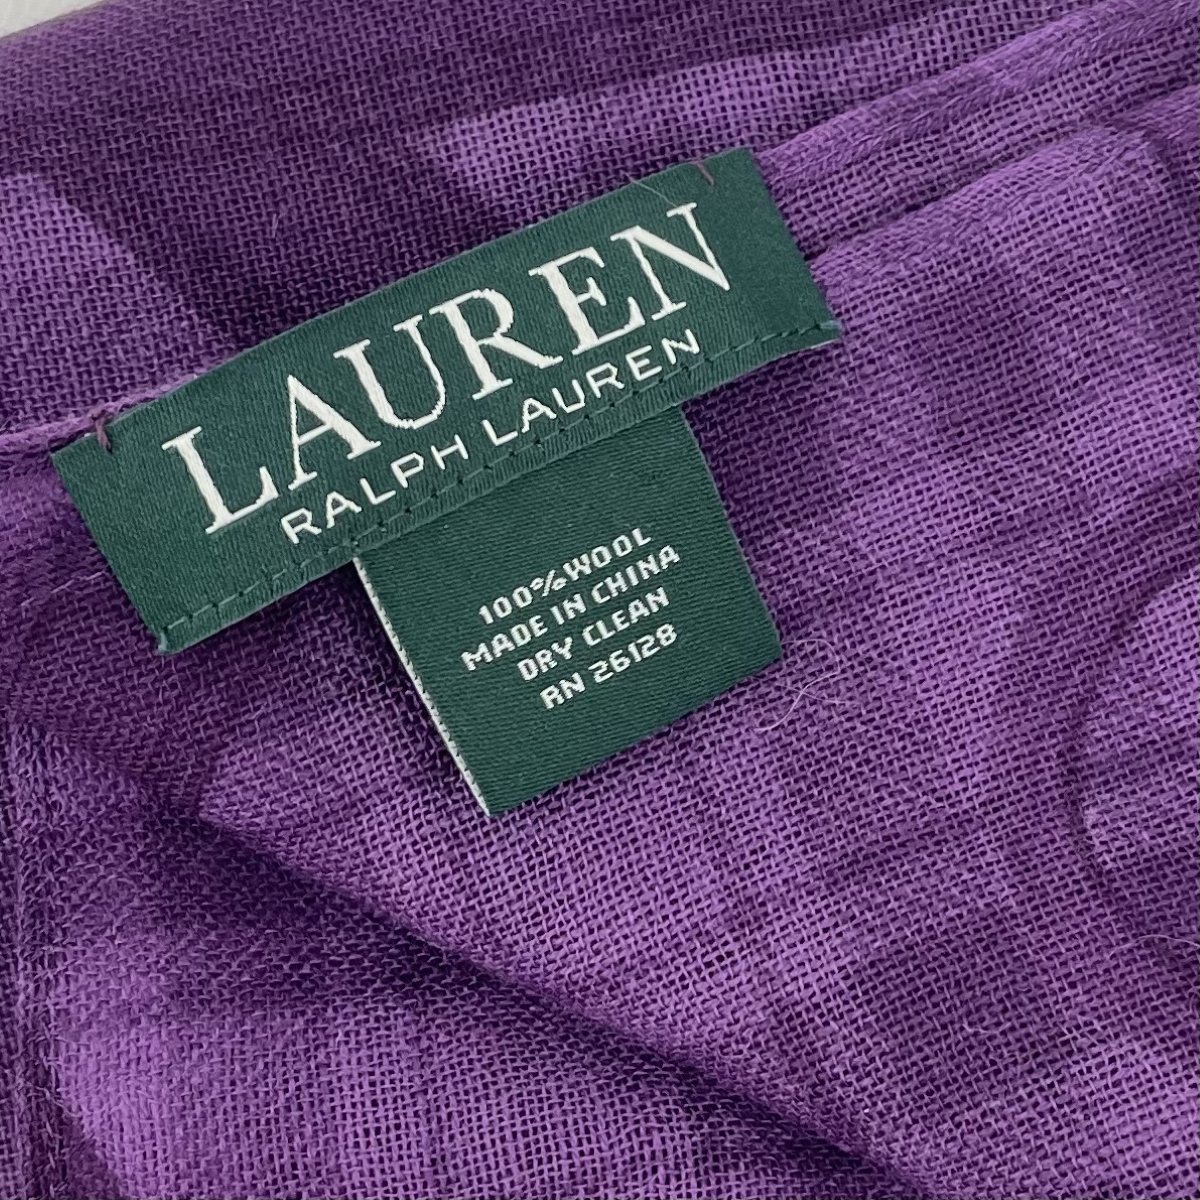 LAUREN
RALPH LAUREN
100%WOOL
MADE IN CHINA
DRY CLEAN
RN 26128